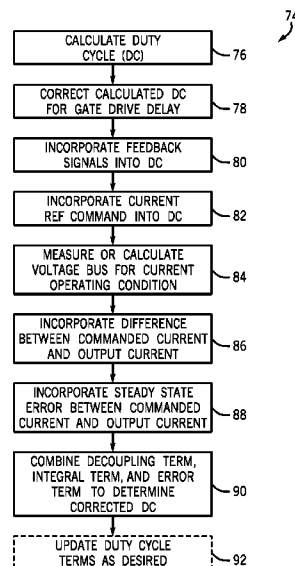 74
CALCULATE DUTY
CYCLE (DC)
76
CORRECT CALCULATED DC
FOR GATE DRIVE DELAY
78
INCORPORATE FEEDBACK
SIGNALS INTO DC
80
INCORPORATE CURRENT
REF COMMAND INTO DC
82
MEASURE OR CALCULATE
VOLTAGE BUS FOR CURRENT
OPERATING CONDITION
84
INCORPORATE DIFFERENCE
BETWEEN COMMANDED CURRENT
AND OUTPUT CURRENT
86
INCORPORATE STEADY STATE
ERROR BETWEEN COMMANDED
CURRENT AND OUTPUT CURRENT
88
COMBINE DECOUPLING TERM,
INTEGRAL TERM, AND ERROR
TERM TO DETERMINE
CORRECTED DC
90
UPDATE DUTY CYCLE
TERMS AS DESIRED
92